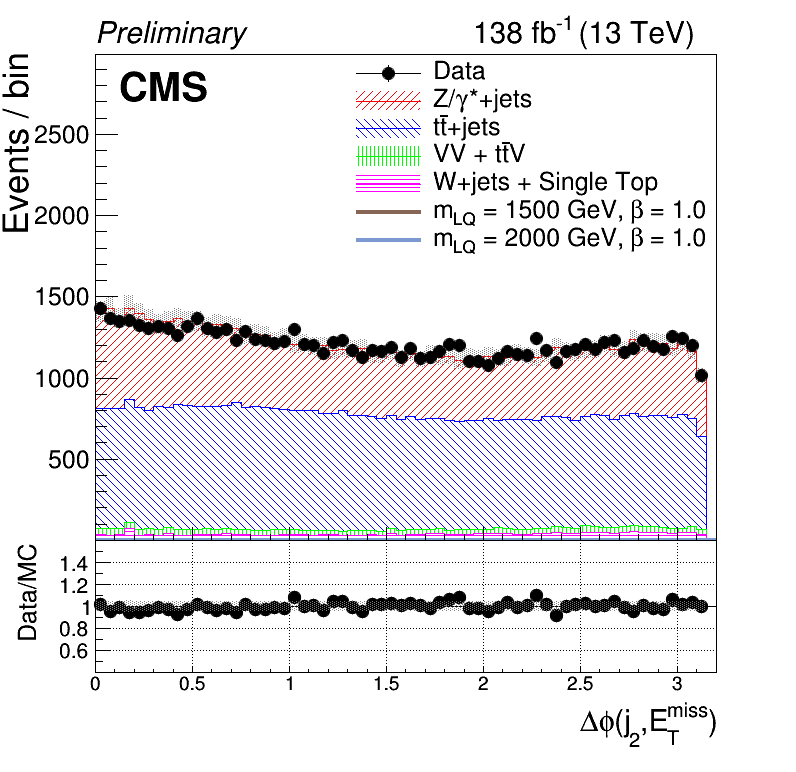 Preliminary 138 fb⁻¹ (13 TeV)
CMS
Data
Z/γ*+jets
tt̄+jets
VV + tt̄V
W+jets + Single Top
m_LQ = 1500 GeV, β = 1.0
m_LQ = 2000 GeV, β = 1.0
Events / bin
2500
2000
1500
1000
500
Data/MC
1.4
1.2
1
0.8
0.6
0 0.5 1 1.5 2 2.5 3
Δϕ(j₂,E_T^miss)